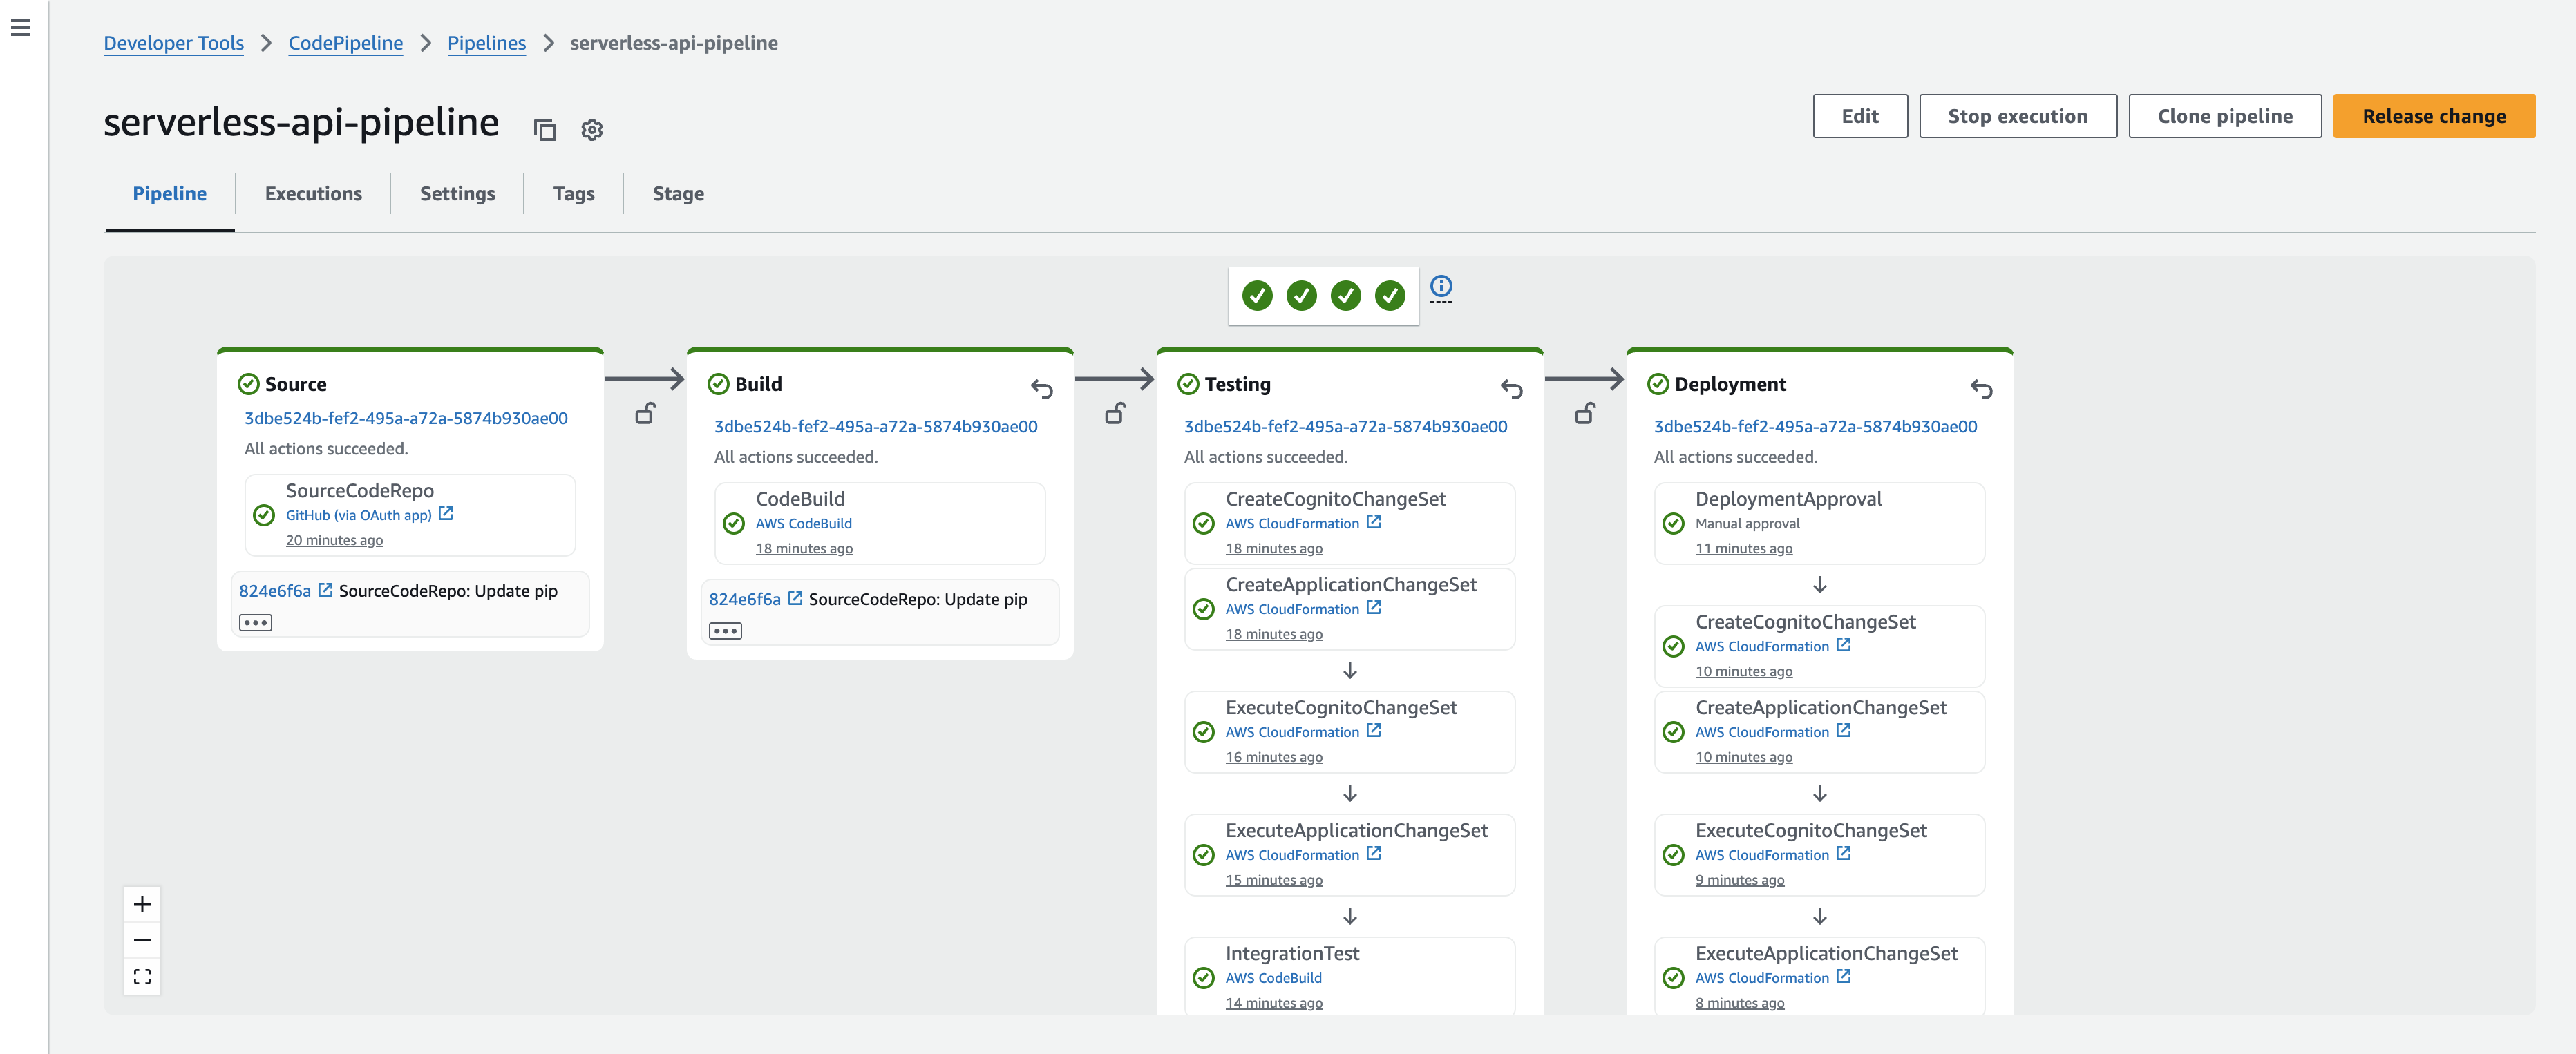 Developer Tools > CodePipeline > Pipelines > serverless-api-pipeline
serverless-api-pipeline
Edit
Stop execution
Clone pipeline
Release change
Pipeline
Executions
Settings
Tags
Stage
Source
3dbe524b-fef2-495a-a72a-5874b930ae00
All actions succeeded.
SourceCodeRepo
GitHub (via OAuth app)
20 minutes ago
824e6f6a SourceCodeRepo: Update pip
Build
3dbe524b-fef2-495a-a72a-5874b930ae00
All actions succeeded.
CodeBuild
AWS CodeBuild
18 minutes ago
824e6f6a SourceCodeRepo: Update pip
Testing
3dbe524b-fef2-495a-a72a-5874b930ae00
All actions succeeded.
CreateCognitoChangeSet
AWS CloudFormation
18 minutes ago
CreateApplicationChangeSet
AWS CloudFormation
18 minutes ago
ExecuteCognitoChangeSet
AWS CloudFormation
16 minutes ago
ExecuteApplicationChangeSet
AWS CloudFormation
15 minutes ago
IntegrationTest
AWS CodeBuild
14 minutes ago
Deployment
3dbe524b-fef2-495a-a72a-5874b930ae00
All actions succeeded.
DeploymentApproval
Manual approval
11 minutes ago
CreateCognitoChangeSet
AWS CloudFormation
10 minutes ago
CreateApplicationChangeSet
AWS CloudFormation
10 minutes ago
ExecuteCognitoChangeSet
AWS CloudFormation
9 minutes ago
ExecuteApplicationChangeSet
AWS CloudFormation
8 minutes ago